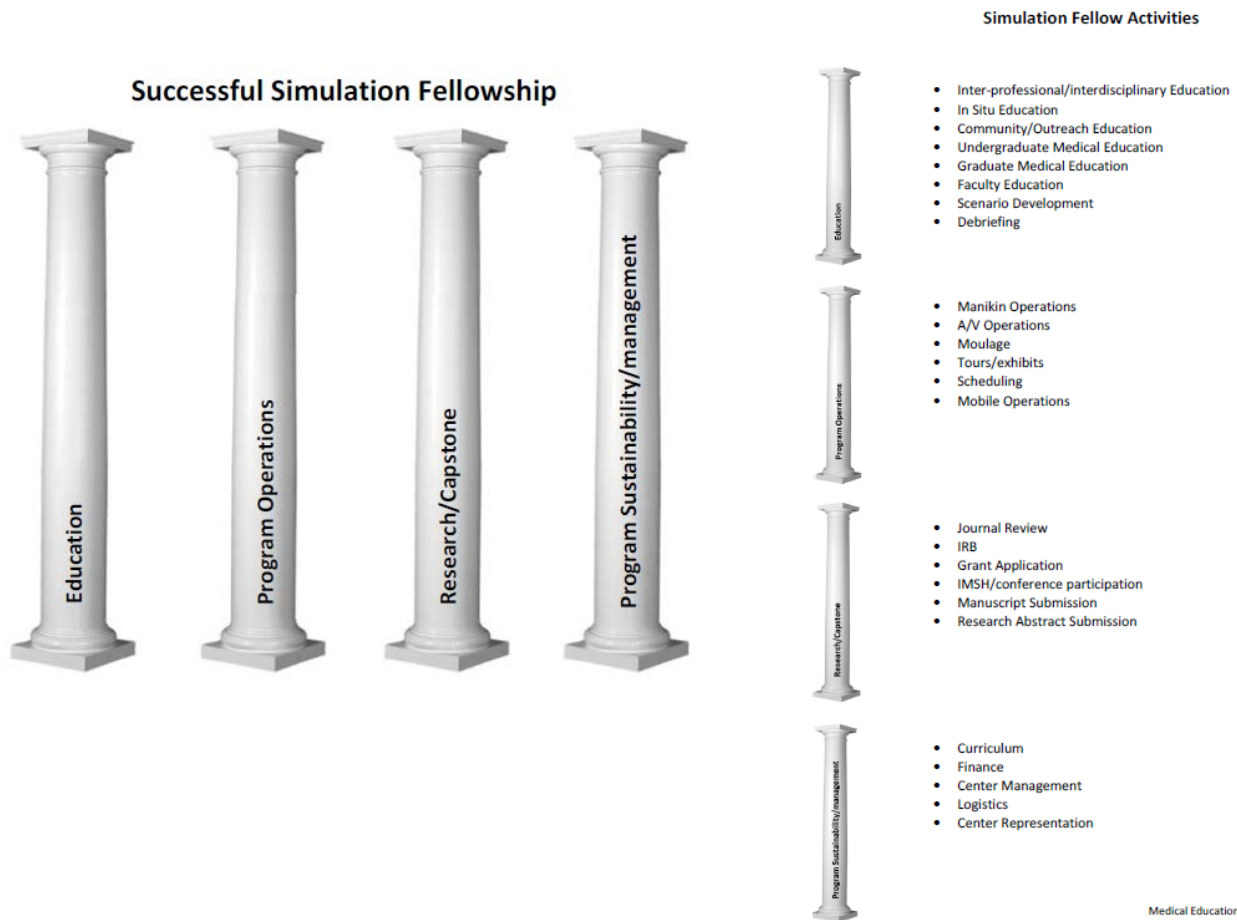 Successful Simulation Fellowship
Education
Program Operations
Research/Capstone
Program Sustainability/management
Simulation Fellow Activities
Education
• Inter-professional/interdisciplinary Education
• In Situ Education
• Community/Outreach Education
• Undergraduate Medical Education
• Graduate Medical Education
• Faculty Education
• Scenario Development
• Debriefing
Program Operations
• Manikin Operations
• A/V Operations
• Moulage
• Tours/exhibits
• Scheduling
• Mobile Operations
Research/Capstone
• Journal Review
• IRB
• Grant Application
• IMSH/conference participation
• Manuscript Submission
• Research Abstract Submission
Program Sustainability/management
• Curriculum
• Finance
• Center Management
• Logistics
• Center Representation
Medical Education